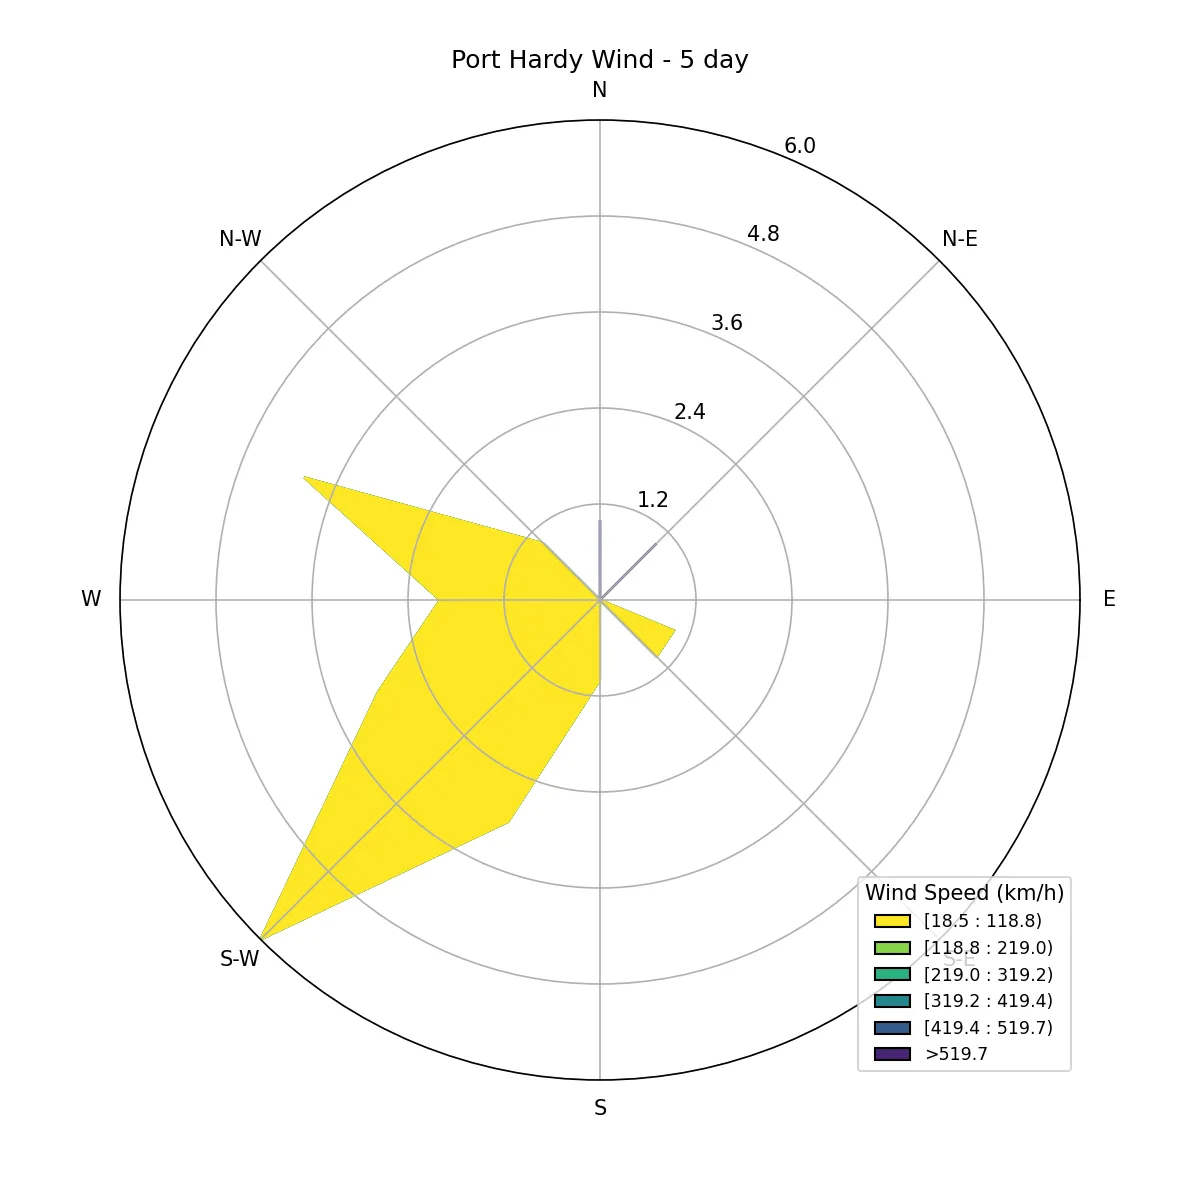 Port Hardy Wind - 5 day
N
6.0
N-W
N-E
4.8
3.6
2.4
1.2
W
E
S-W
S-E
S
Wind Speed (km/h)
[18.5 : 118.8)
[118.8 : 219.0)
[219.0 : 319.2)
[319.2 : 419.4)
[419.4 : 519.7)
>519.7